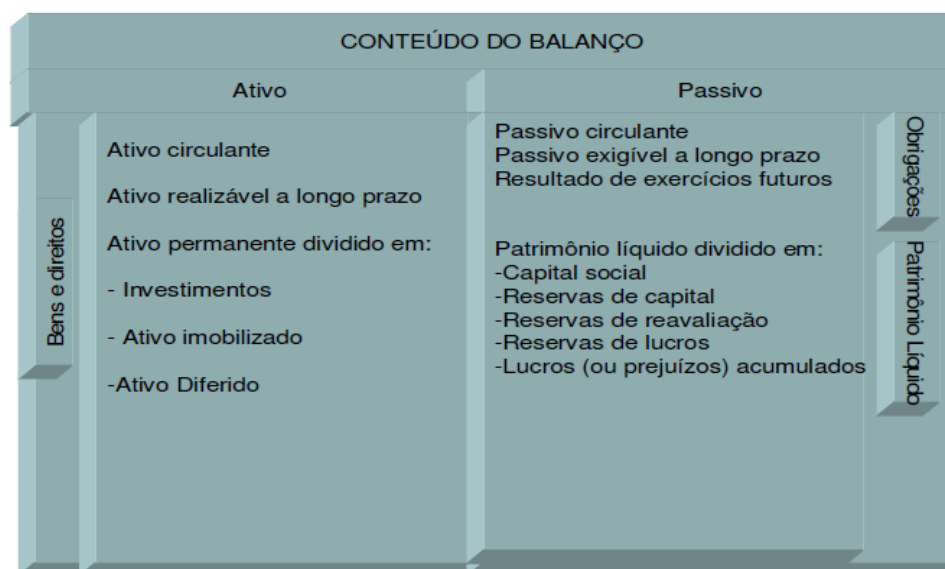 CONTEÚDO DO BALANÇO
Ativo
Bens e direitos
Ativo circulante
Ativo realizável a longo prazo
Ativo permanente dividido em:
- Investimentos
- Ativo imobilizado
-Ativo Diferido
Passivo
Passivo circulante
Passivo exigível a longo prazo
Resultado de exercícios futuros
Patrimônio líquido dividido em:
-Capital social
-Reservas de capital
-Reservas de reavaliação
-Reservas de lucros
-Lucros (ou prejuízos) acumulados
Obrigações
Patrimônio Líquido